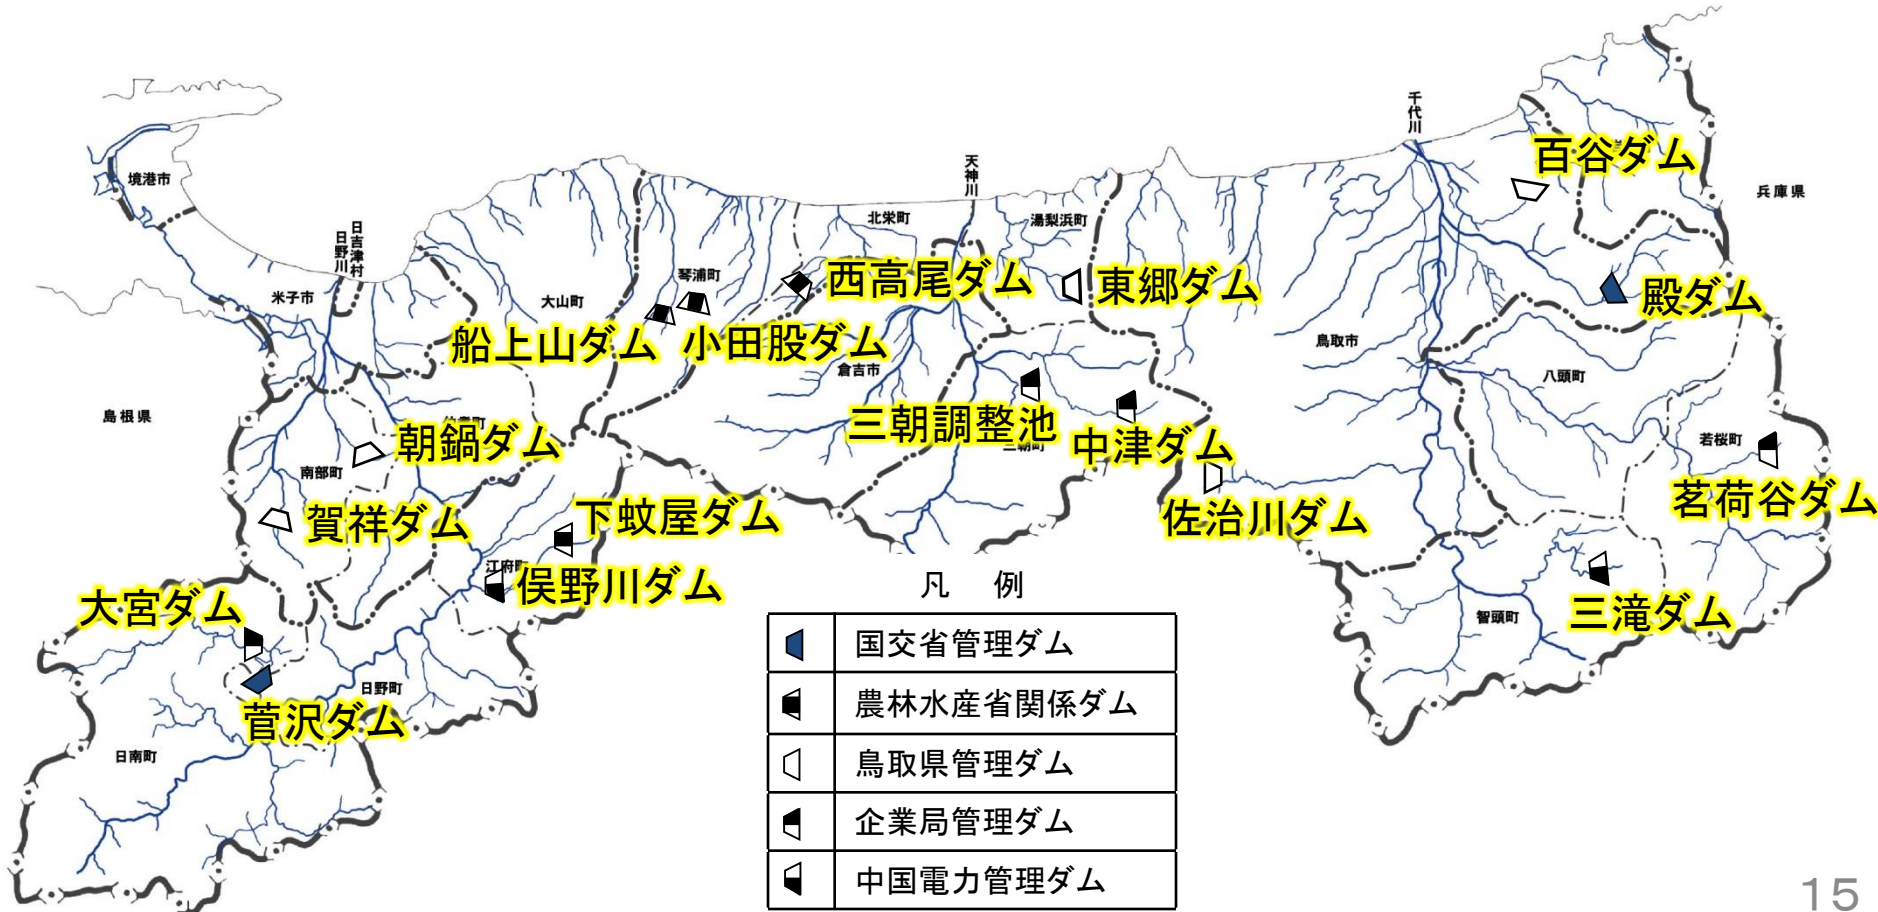 千代川
百谷ダム
境港市
天神川
兵庫県
北栄町
湯梨浜町
日吉津村
日野川
琴浦町
西高尾ダム
東郷ダム
殿ダム
米子市
大山町
船上山ダム
小田股ダム
鳥取市
倉吉市
八頭町
島根県
三朝調整池
中津ダム
朝鍋ダム
若桜町
南部町
茗荷谷ダム
賀祥ダム
下蚊屋ダム
佐治川ダム
江府町
俣野川ダム
大宮ダム
三滝ダム
智頭町
日野町
菅沢ダム
日南町
凡 例
国交省管理ダム
農林水産省関係ダム
鳥取県管理ダム
企業局管理ダム
中国電力管理ダム
15